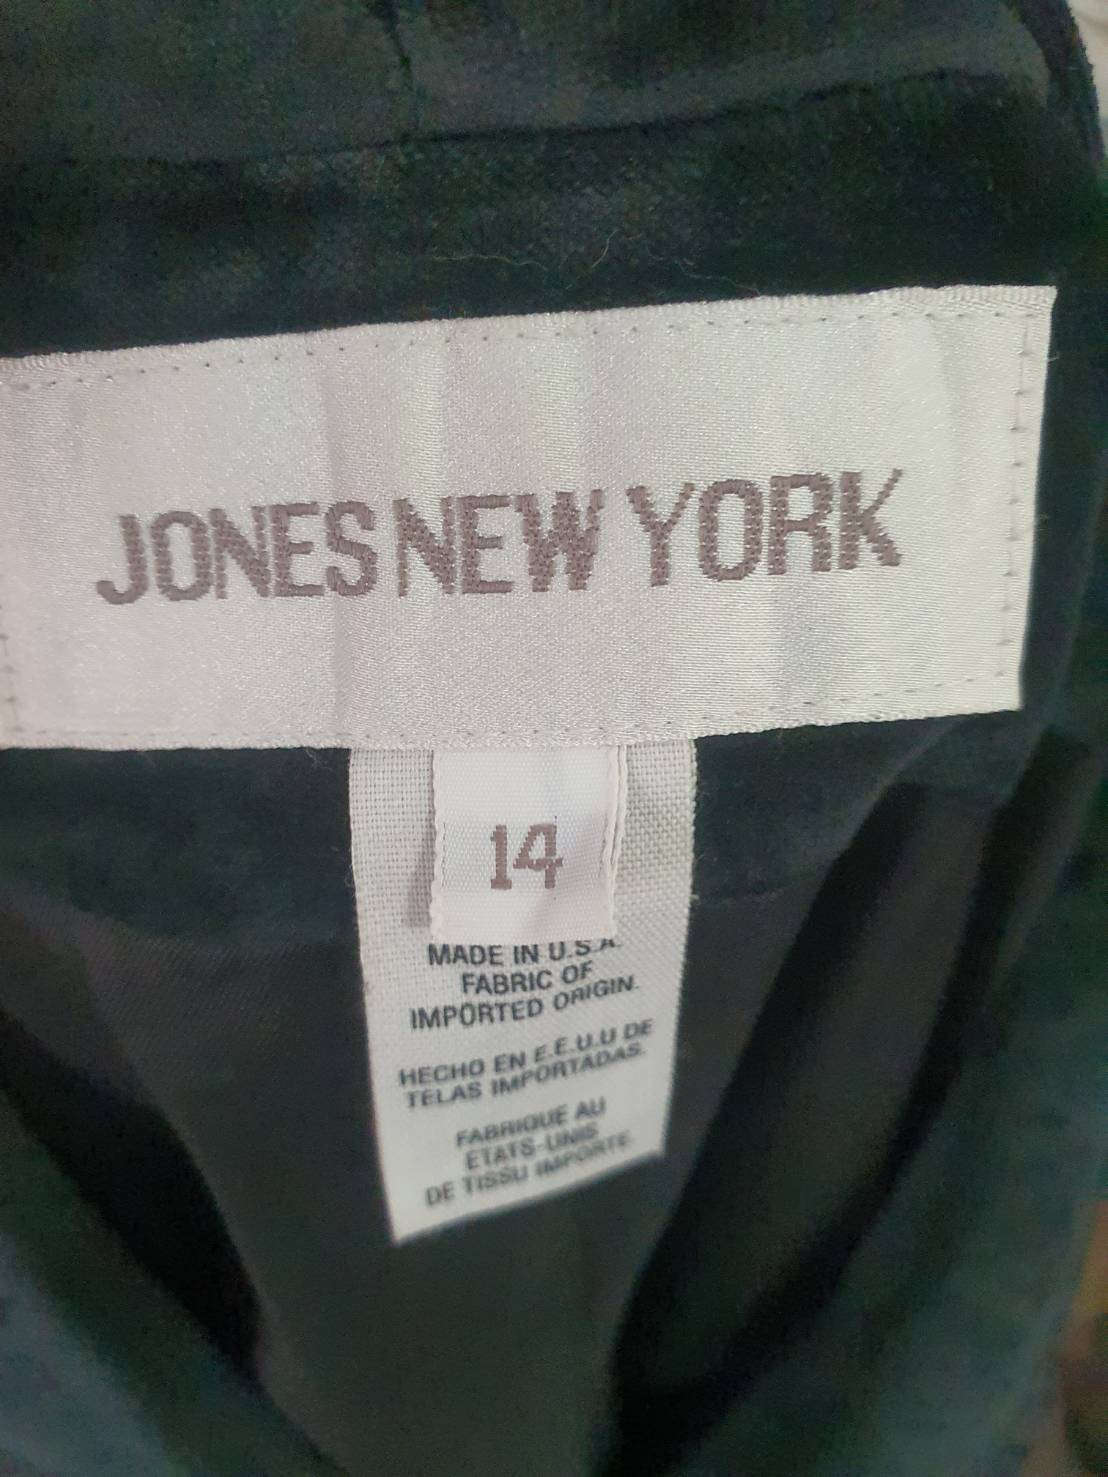 JONES NEW YORK
14
MADE IN U.S.A.
FABRIC OF
IMPORTED ORIGIN.
HECHO EN E.E.U.U DE
TELAS IMPORTADAS.
FABRIQUE AU
ETATS-UNIS
DE TISSU IMPORTE